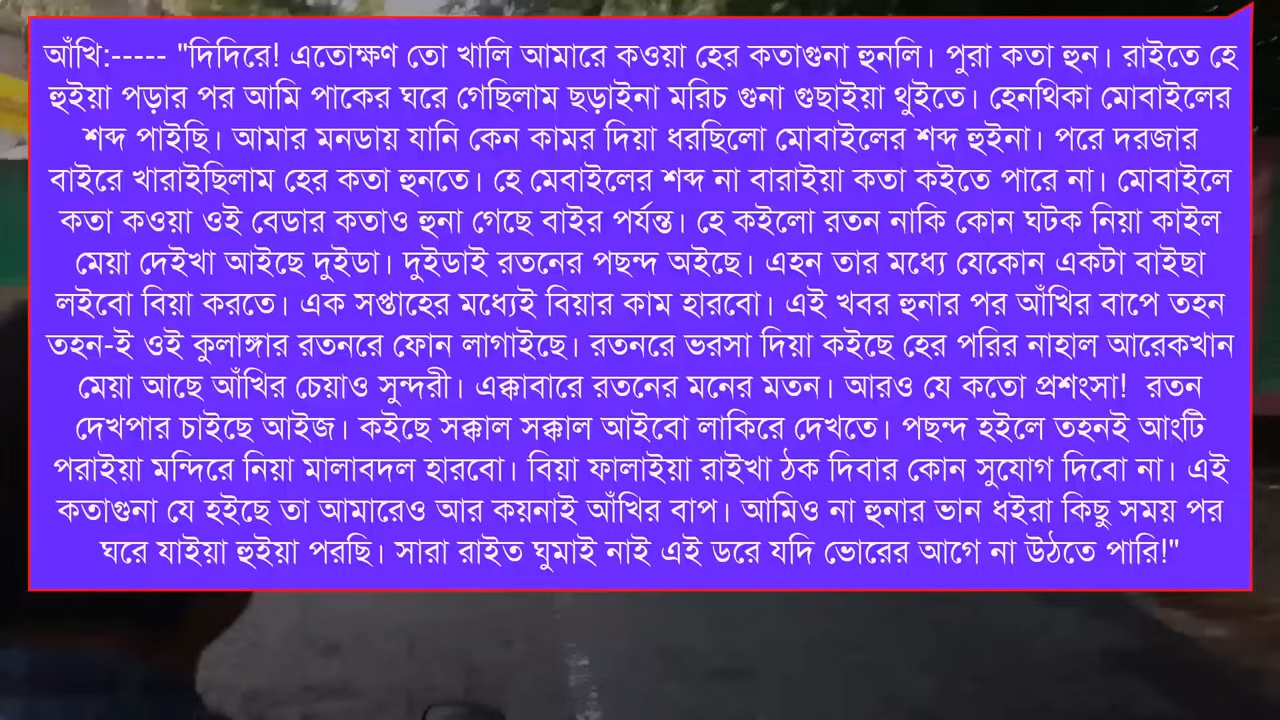 আঁখি:----- "দিদিরে! এতোক্ষণ তো খালি আমারে কওয়া হের কতাগুনা হুনলি। পুরা কতা হুন। রাইতে হে
হুইয়া পড়ার পর আমি পাকের ঘরে গেছিলাম ছড়াইনা মরিচ গুনা গুছাইয়া থুইতে। হেনথিকা মোবাইলের
শব্দ পাইছি। আমার মনডায় যানি কেন কামর দিয়া ধরছিলো মোবাইলের শব্দ হুইনা। পরে দরজার
বাইরে খারাইছিলাম হের কতা হুনতে। হে মেবাইলের শব্দ না বারাইয়া কতা কইতে পারে না। মোবাইলে
কতা কওয়া ওই বেডার কতাও হুনা গেছে বাইর পর্যন্ত। হে কইলো রতন নাকি কোন ঘটক নিয়া কাইল
মেয়া দেইখা আইছে দুইডা। দুইডাই রতনের পছন্দ অইছে। এহন তার মধ্যে যেকোন একটা বাইছা
লইবো বিয়া করতে। এক সপ্তাহের মধ্যেই বিয়ার কাম হারবো। এই খবর হুনার পর আঁখির বাপে তহন
তহন-ই ওই কুলাঙ্গার রতনরে ফোন লাগাইছে। রতনরে ভরসা দিয়া কইছে হের পরির নাহাল আরেকখান
মেয়া আছে আঁখির চেয়াও সুন্দরী। এক্কাবারে রতনের মনের মতন। আরও যে কতো প্রশংসা! রতন
দেখপার চাইছে আইজ। কইছে সক্কাল সক্কাল আইবো লাকিরে দেখতে। পছন্দ হইলে তহনই আংটি
পরাইয়া মন্দিরে নিয়া মালাবদল হারবো। বিয়া ফালাইয়া রাইখা ঠক দিবার কোন সুযোগ দিবো না। এই
কতাগুনা যে হইছে তা আমারেও আর কয়নাই আঁখির বাপ। আমিও না হুনার ভান ধইরা কিছু সময় পর
ঘরে যাইয়া হুইয়া পরছি। সারা রাইত ঘুমাই নাই এই ডরে যদি ভোরের আগে না উঠতে পারি!"